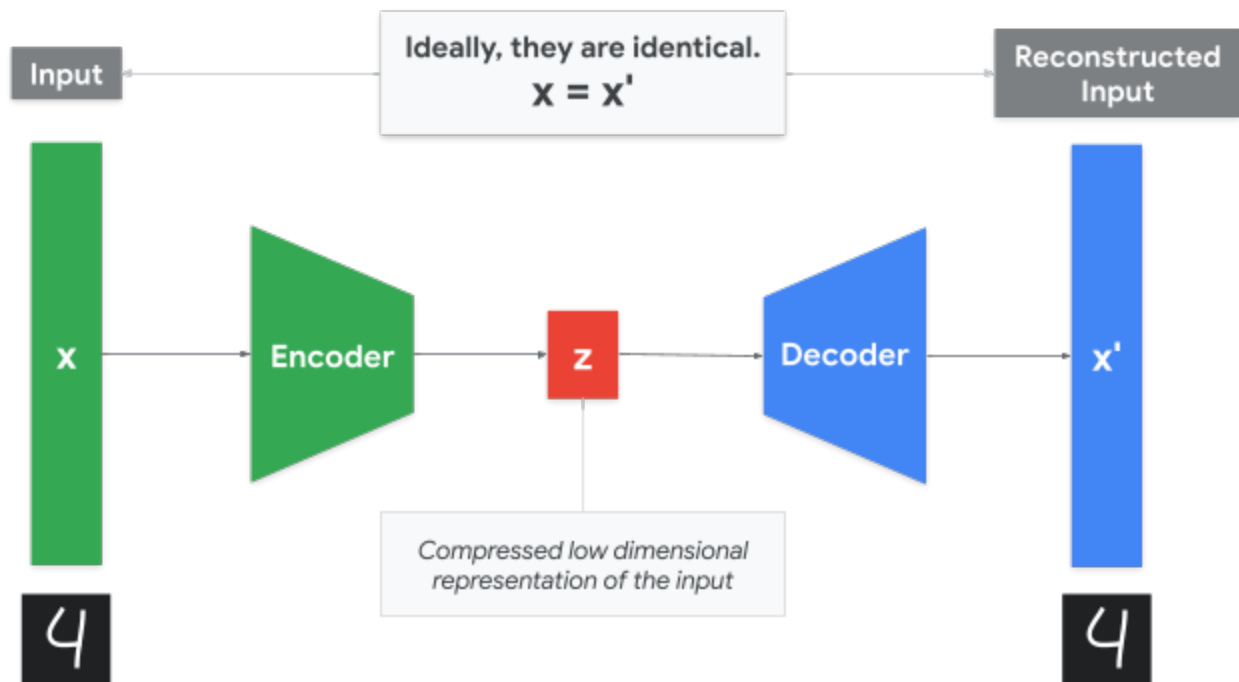 Input
Ideally, they are identical.
x = x'
Reconstructed
Input
x
Encoder
z
Decoder
x'
Compressed low dimensional
representation of the input
4
4